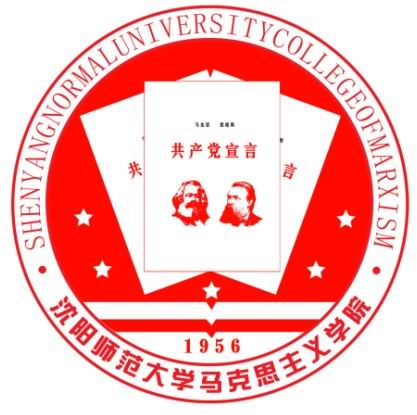 SHENYANGNORMALUNIVERSITYCOLLEGEOFMARXISM
马克思 恩格斯
共产党宣言
共
言
1956
沈阳师范大学马克思主义学院